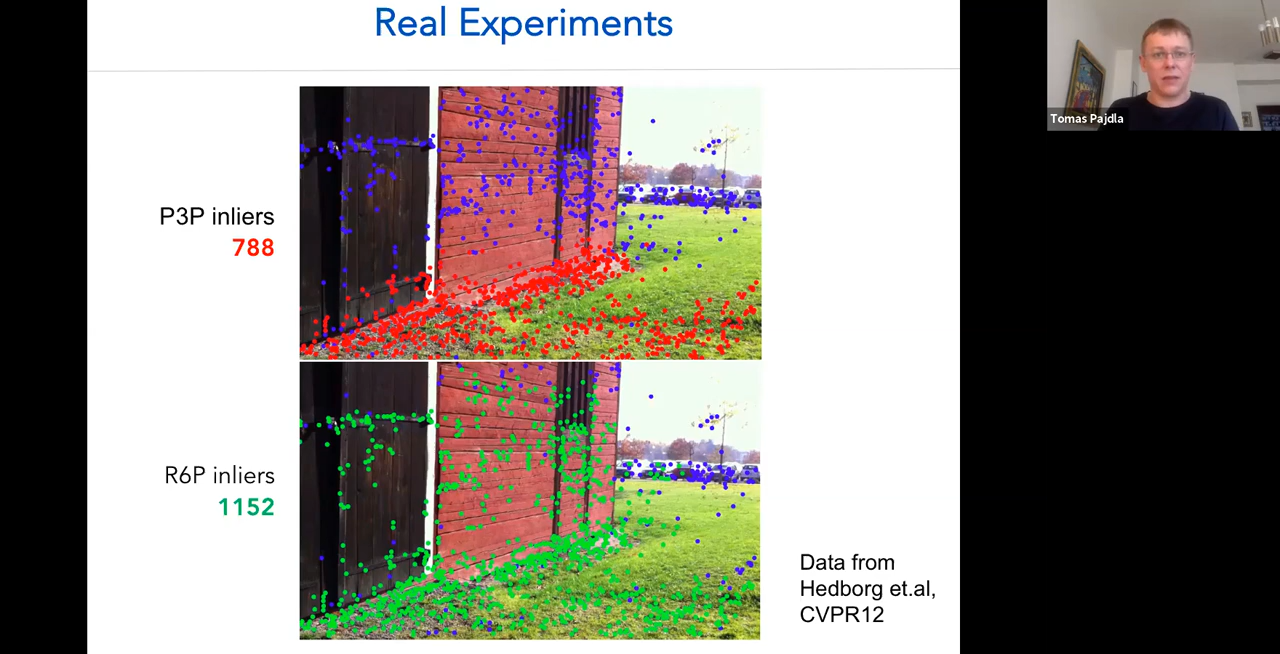 Real Experiments
Tomas Pajdla
P3P inliers
788
R6P inliers
1152
Data from
Hedborg et.al,
CVPR12